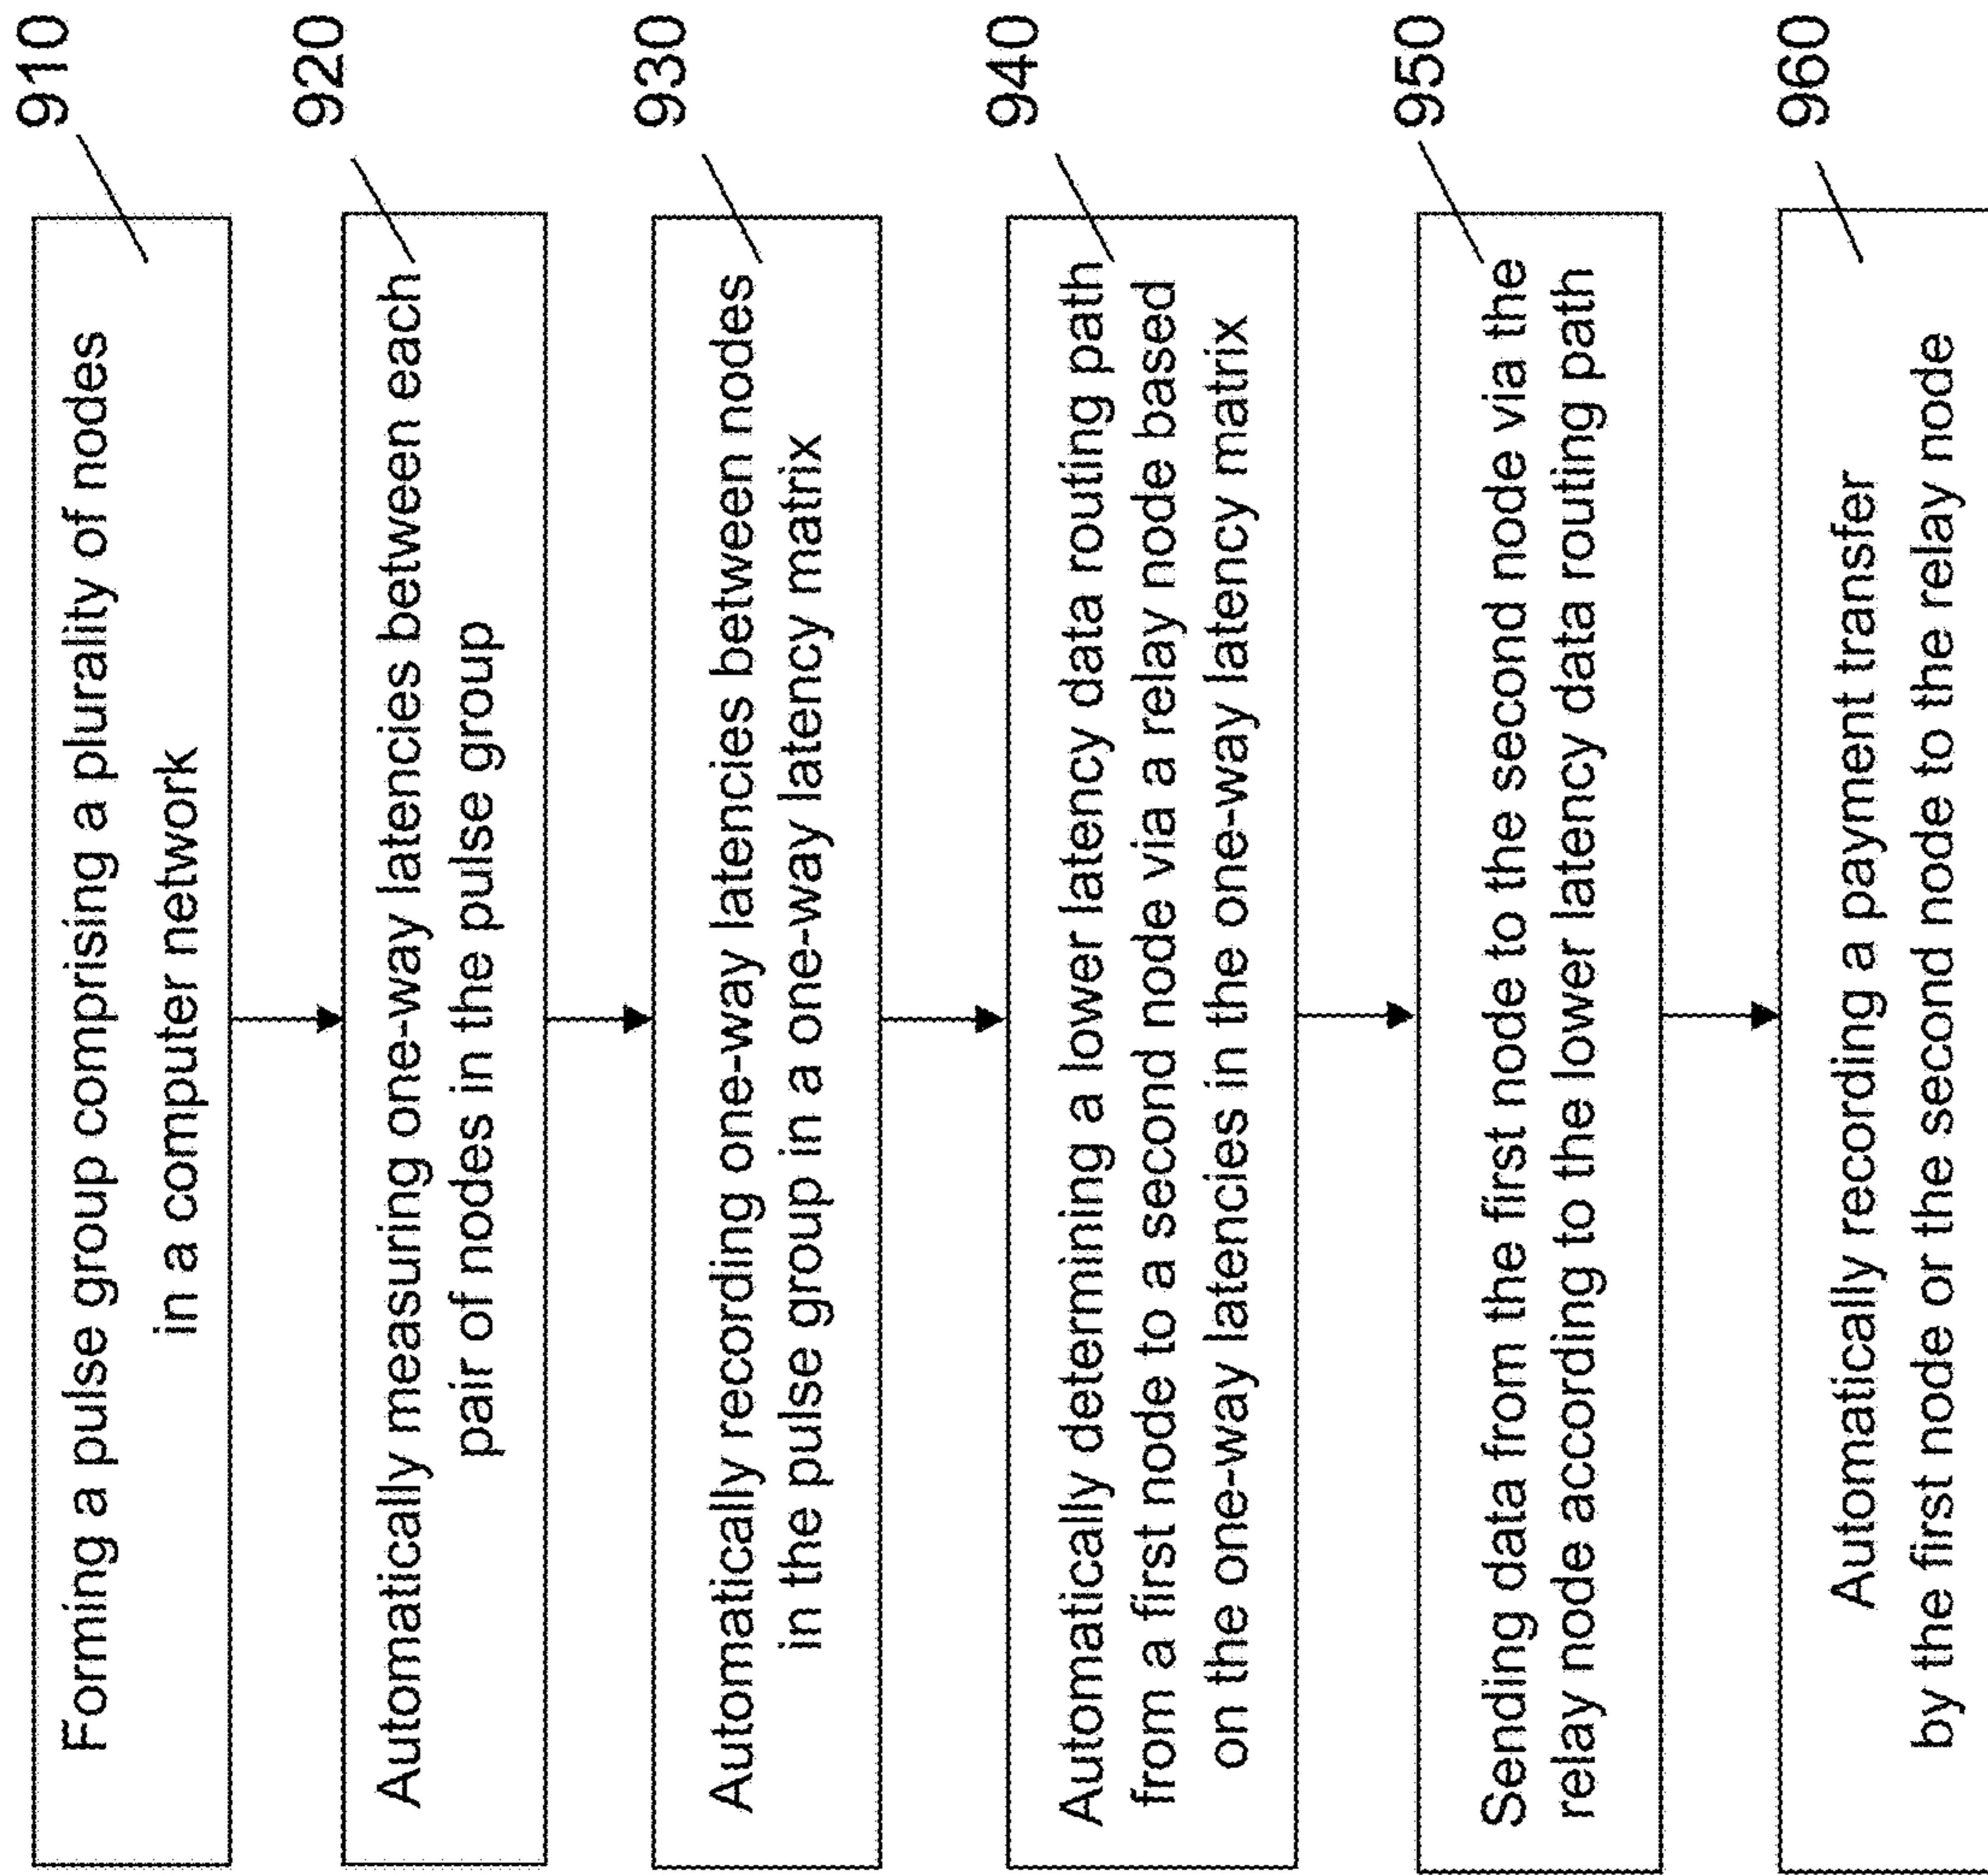 910
Forming a pulse group comprising a plurality of nodes
in a computer network
920
Automatically measuring one-way latencies between each
pair of nodes in the pulse group
930
Automatically recording one-way latencies between nodes
in the pulse group in a one-way latency matrix
940
Automatically determining a lower latency data routing path
from a first node to a second node via a relay node based
on the one-way latencies in the one-way latency matrix
950
Sending data from the first node to the second node via the
relay node according to the lower latency data routing path
960
Automatically recording a payment transfer
by the first node or the second node to the relay node